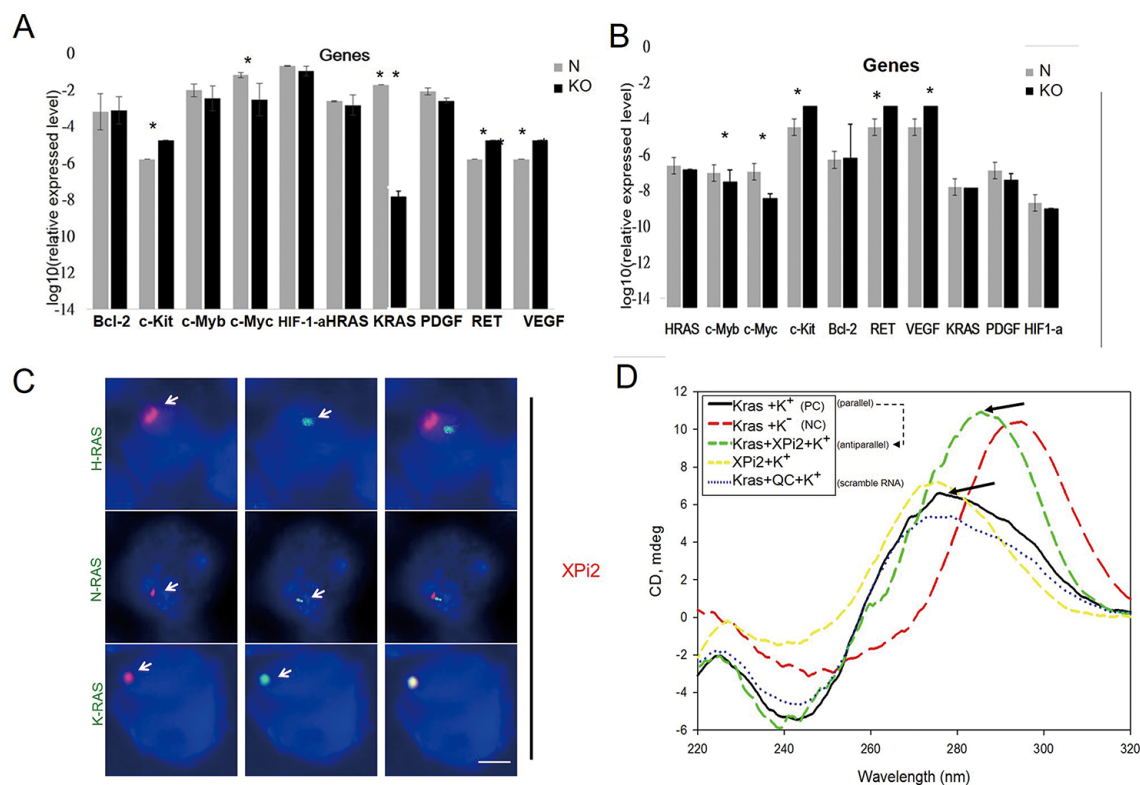 A
0
-2
-4
-6
-8
-10
-12
-14
-log10(relative expressed level)
Genes
* * * * * * * *
N
KO
Bcl-2 c-Kit c-Myb c-Myc HIF-1-a HRAS KRAS PDGF RET VEGF
B
0
-2
-4
-6
-8
-10
-12
-14
log10(relative expressed level)
Genes
* * * * *
N
KO
HRAS c-Myb c-Myc c-Kit Bcl-2 RET VEGF KRAS PDGF HIF1-a
C
H-RAS
N-RAS
K-RAS
XPi2
D
12
10
8
6
4
2
0
-2
-4
-6
CD, mdeg
Kras +K+ (PC) (parallel)
Kras +K- (NC)
Kras+XPi2+K+ (antiparallel)
XPi2+K+
Kras+QC+K+ (scramble RNA)
220 240 260 280 300 320
Wavelength (nm)